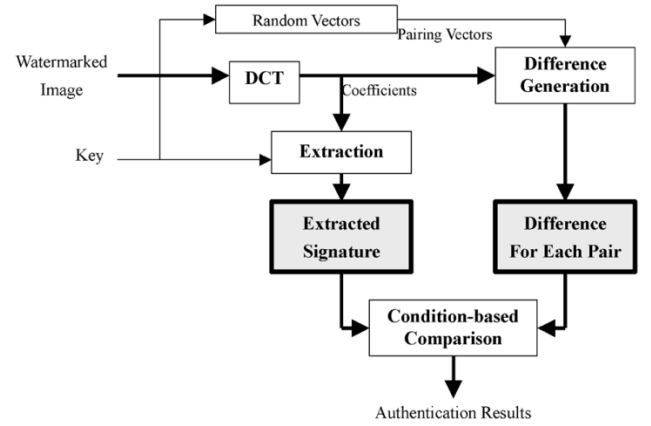 Random Vectors
Pairing Vectors
Watermarked
Image
DCT
Coefficients
Difference
Generation
Key
Extraction
Extracted
Signature
Difference
For Each Pair
Condition-based
Comparison
Authentication Results